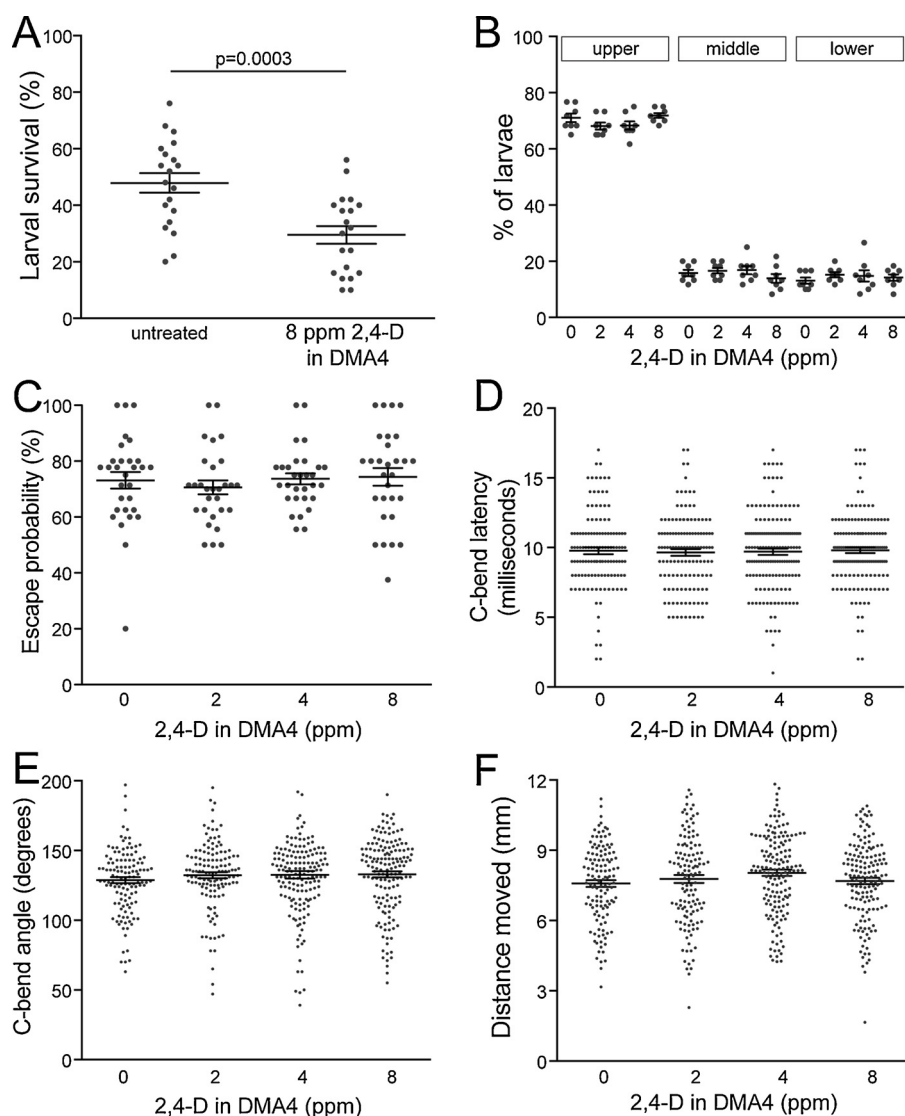 A
Larval survival (%)
100
80
60
40
20
0
p=0.0003
untreated
8 ppm 2,4-D
in DMA4
B
% of larvae
100
80
60
40
20
0
upper
middle
lower
0 2 4 8 0 2 4 8 0 2 4 8
2,4-D in DMA4 (ppm)
C
Escape probability (%)
100
80
60
40
20
0
0 2 4 8
2,4-D in DMA4 (ppm)
D
C-bend latency
(milliseconds)
20
15
10
5
0
0 2 4 8
2,4-D in DMA4 (ppm)
E
C-bend angle (degrees)
200
150
100
50
0
0 2 4 8
2,4-D in DMA4 (ppm)
F
Distance moved (mm)
12
9
6
3
0
0 2 4 8
2,4-D in DMA4 (ppm)